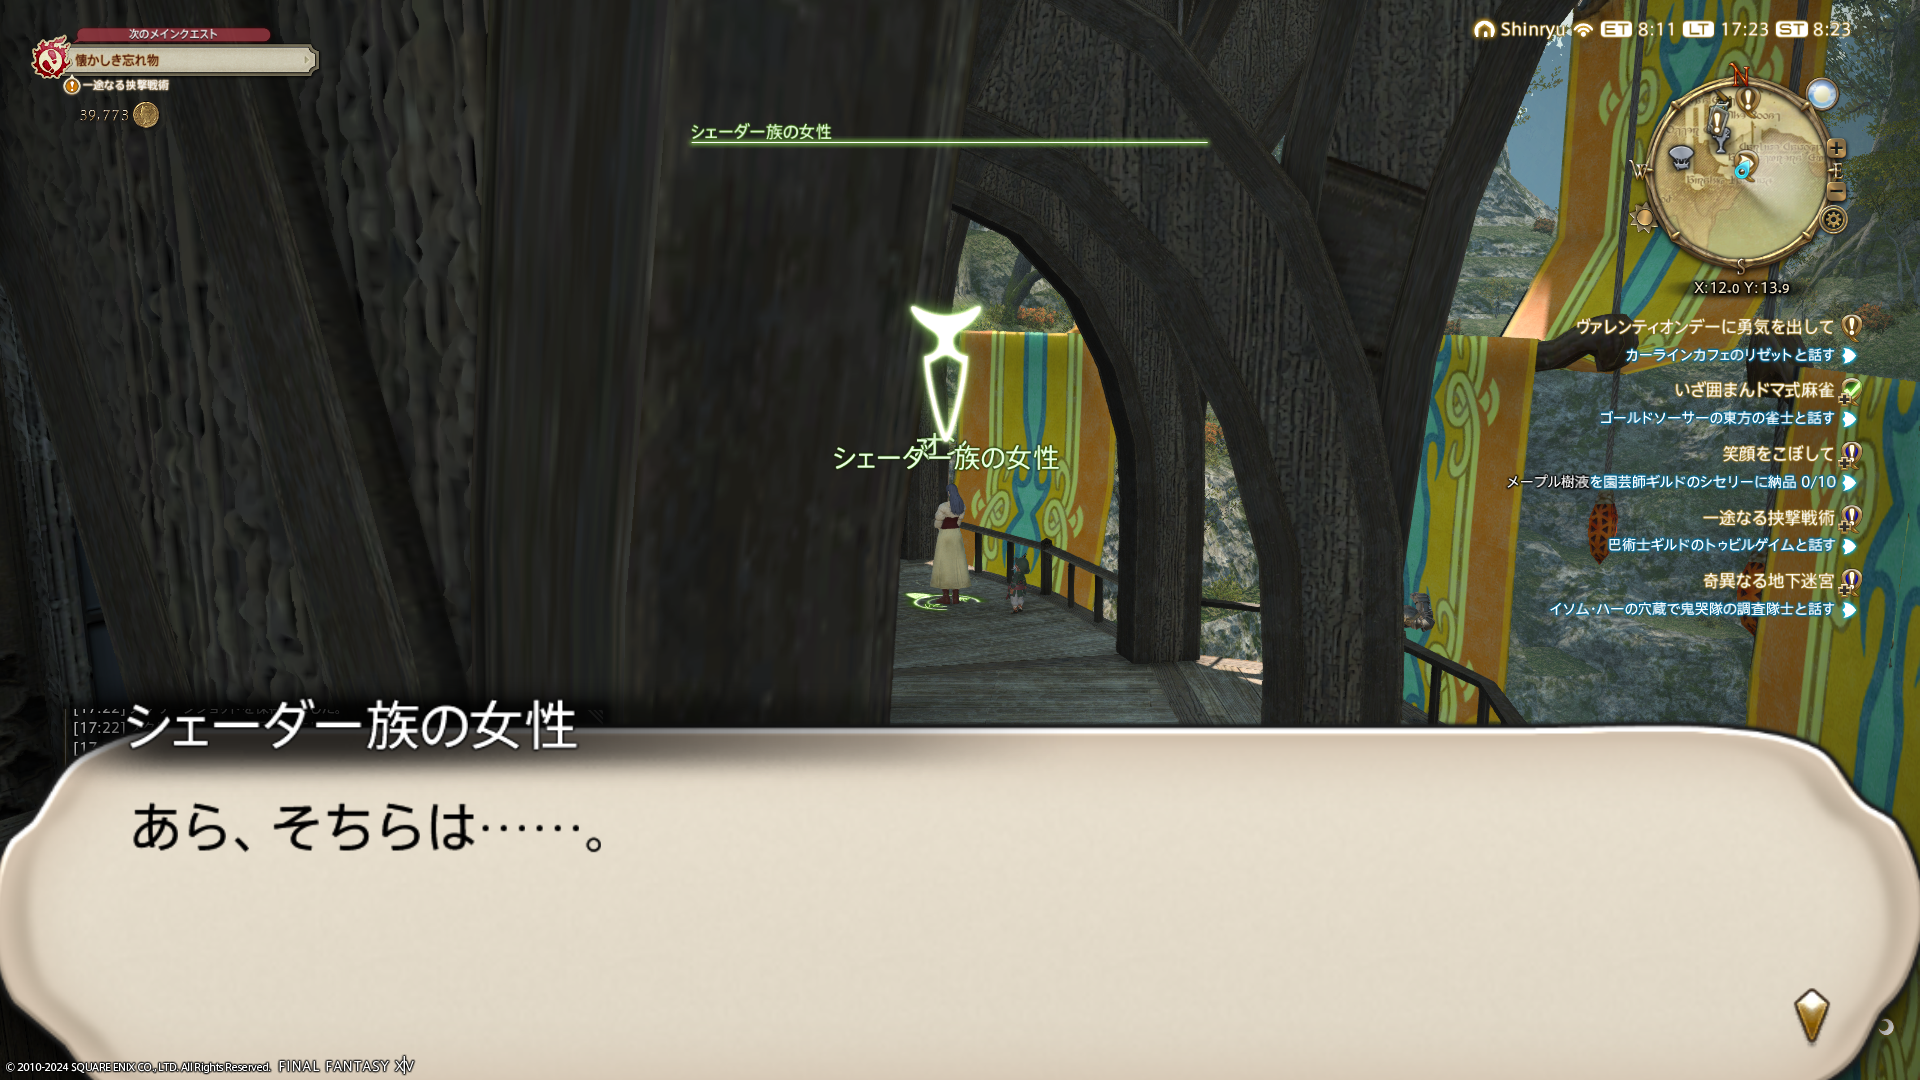 次のメインクエスト
懐かしき忘れ物
一途なる挟撃戦術
39,773
シェーダー族の女性
Shinryu ET 8:11 LT 17:23 ST 8:23
N
W
E
S
X:12.0 Y:13.9
ヴァレンティオンデーに勇気を出して
カーラインカフェのリゼットと話す
いざ囲まんドマ式麻雀
ゴールドソーサーの東方の雀士と話す
笑顔をこぼして
メープル樹液を園芸師ギルドのシセリーに納品 0/10
一途なる挟撃戦術
巴術士ギルドのトゥビルゲイムと話す
奇異なる地下迷宮
イソム・ハーの穴蔵で鬼哭隊の調査隊士と話す
シェーダー族の女性
[17:22]
[17:22]
[17
シェーダー族の女性
あら、そちらは……。
© 2010-2024 SQUARE ENIX CO., LTD. All Rights Reserved. FINAL FANTASY XIV